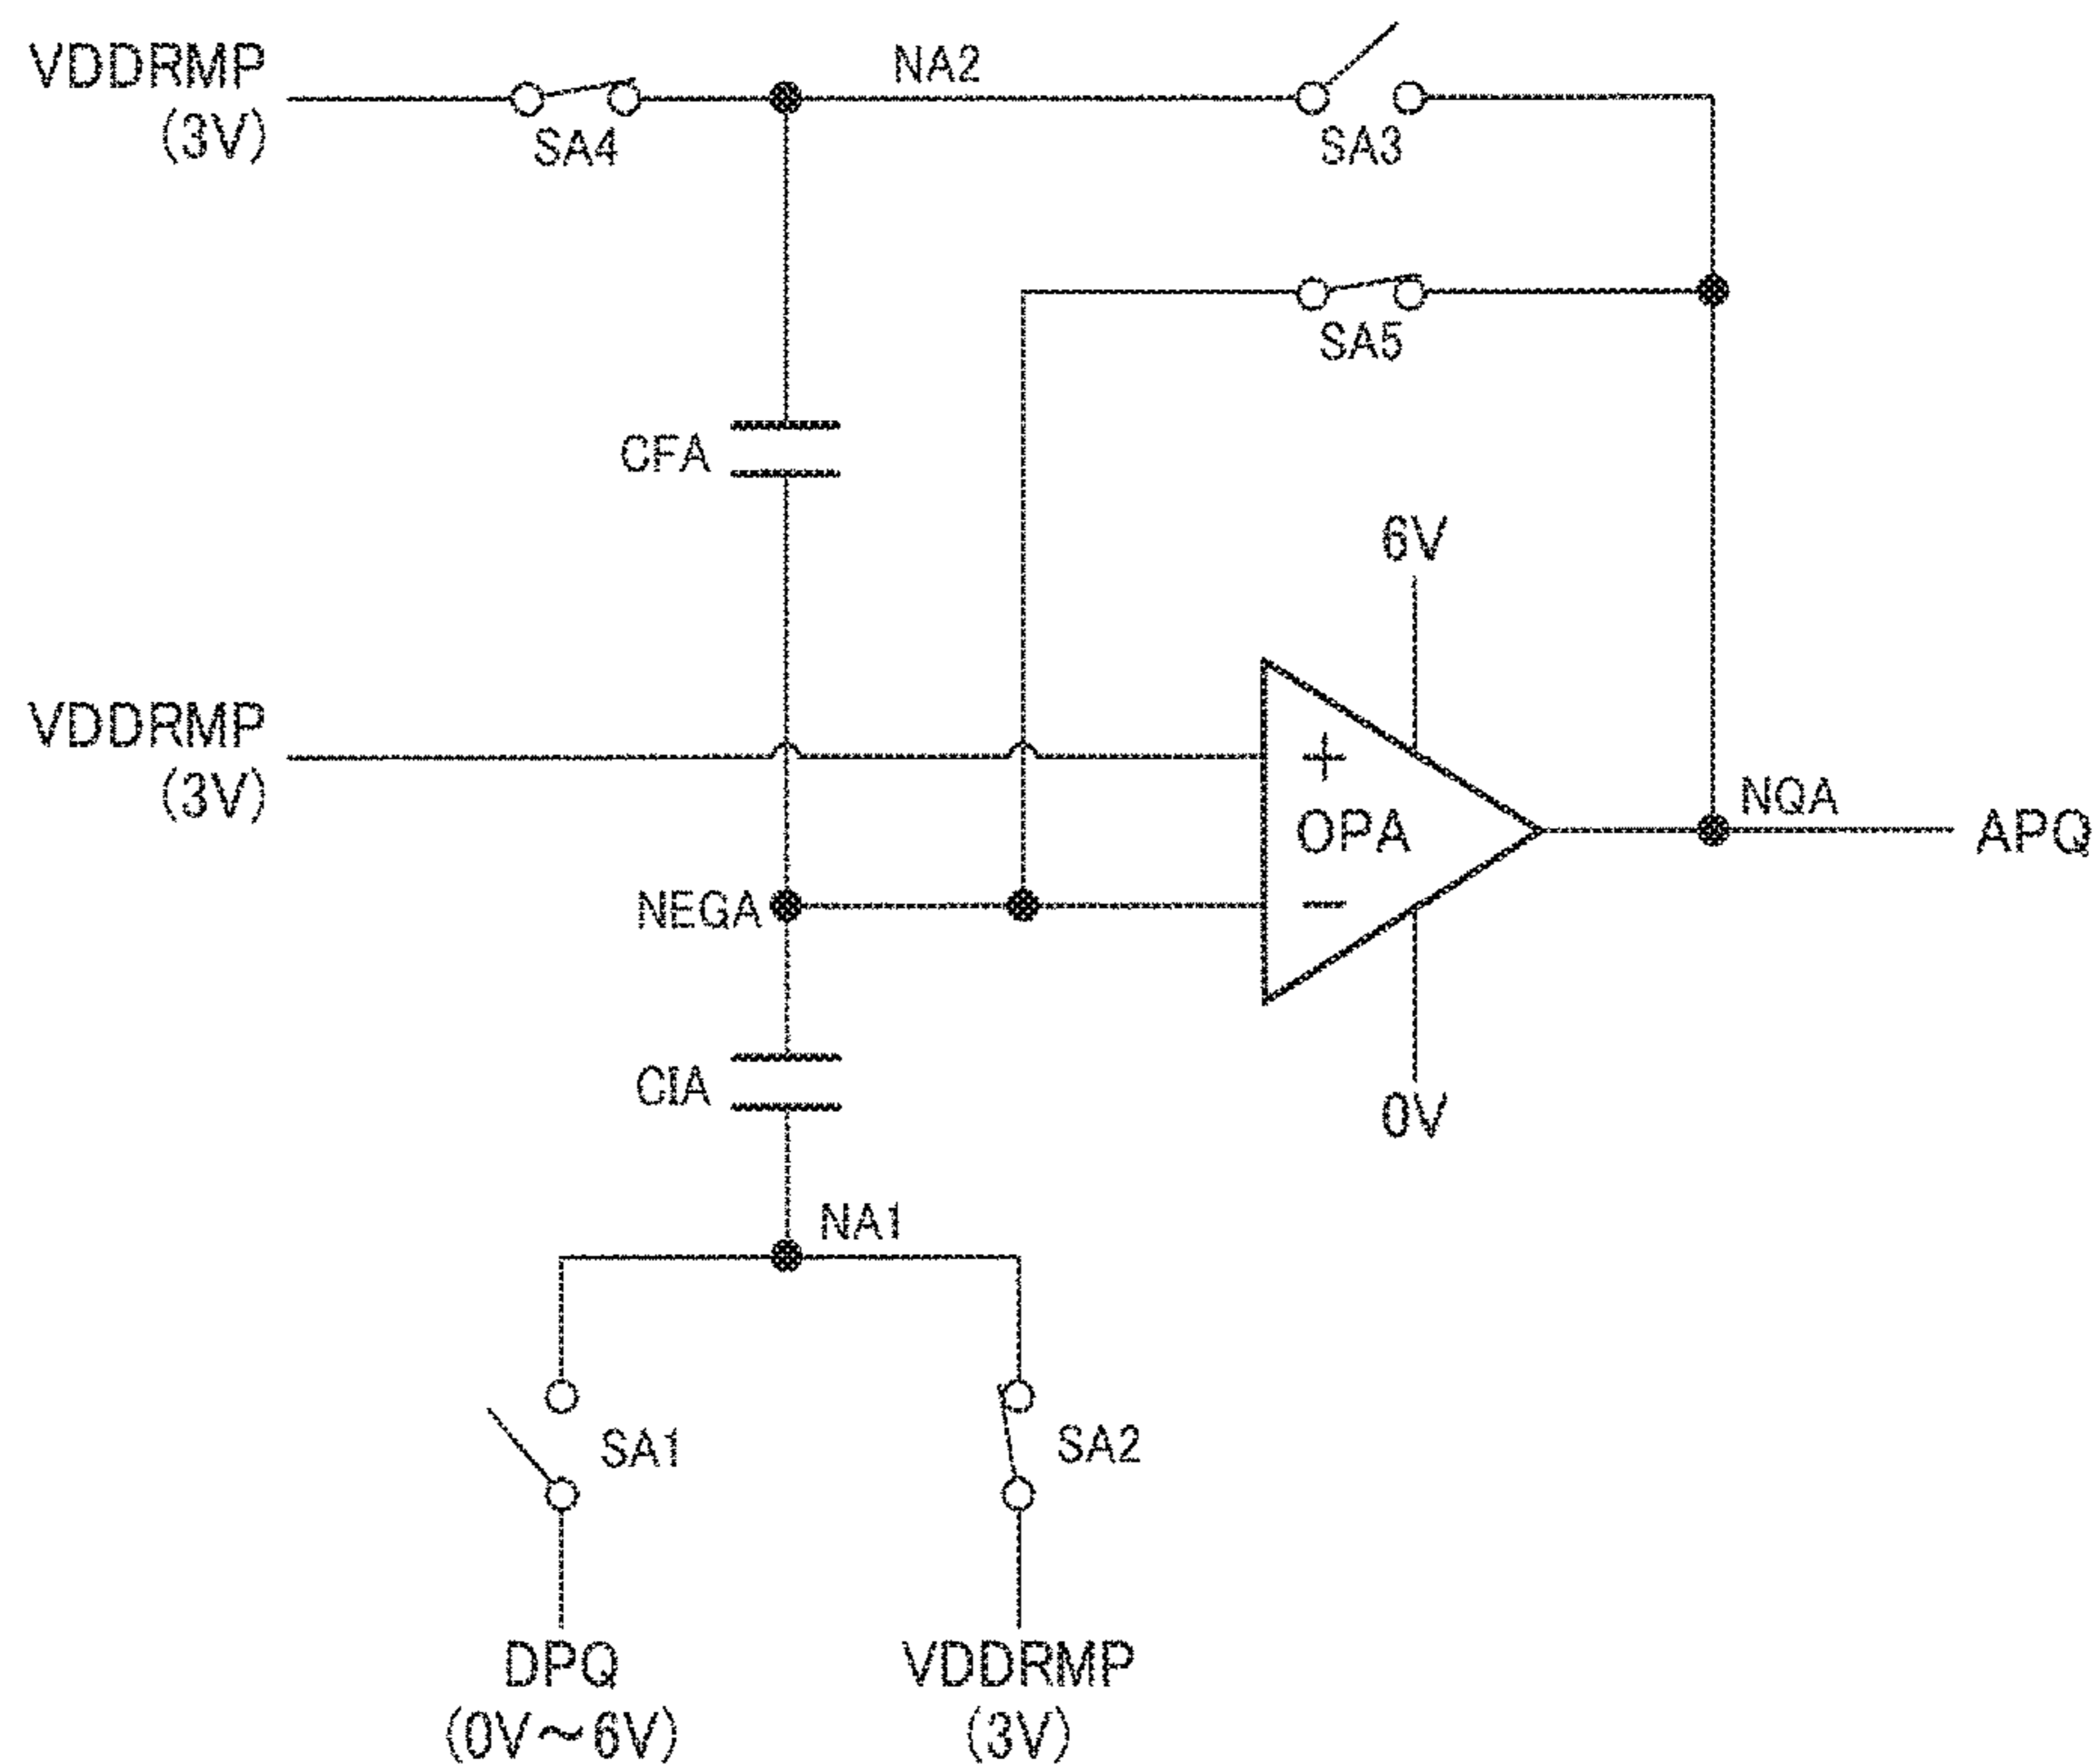 VDDRMP
(3V)
SA4
NA2
SA3
SA5
CFA
6V
VDDRMP
(3V)
+
OPA
−
NQA
APQ
NEGA
CIA
0V
NA1
SA1
SA2
DPQ
(0V~6V)
VDDRMP
(3V)